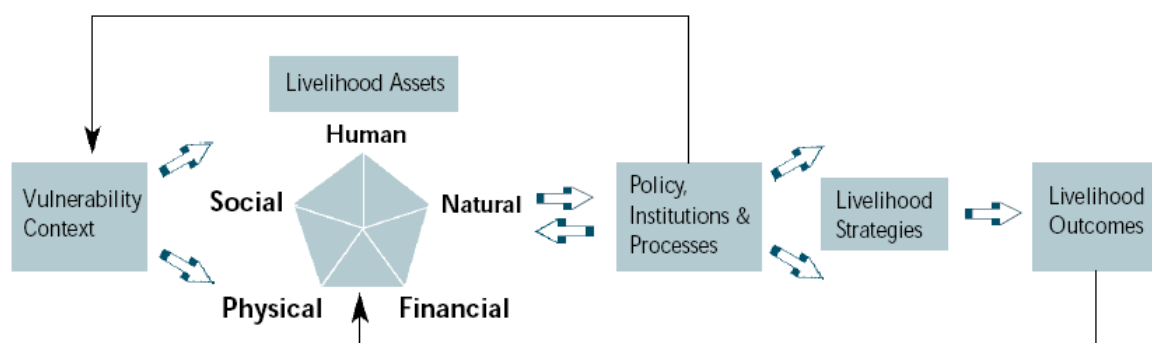 Livelihood Assets
Human
Vulnerability
Context
Social
Natural
Physical
Financial
Policy,
Institutions &
Processes
Livelihood
Strategies
Livelihood
Outcomes